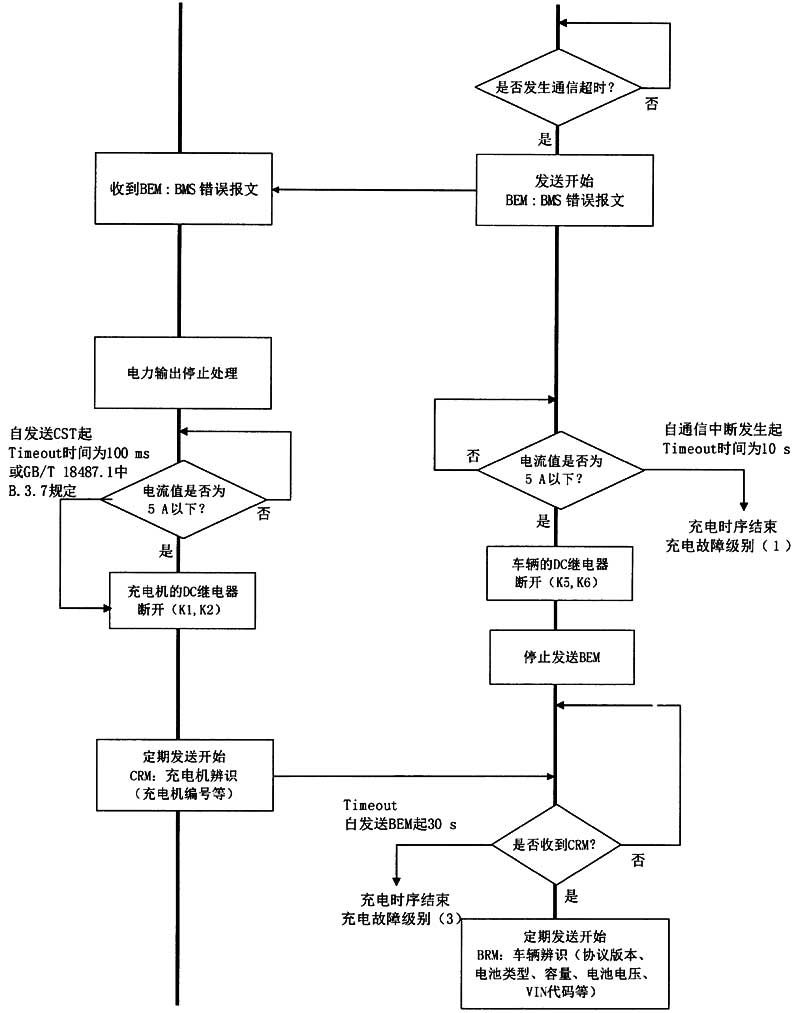 是否发生通信超时?
否
是
收到BEM:BMS 错误报文
发送开始
BEM:BMS 错误报文
电力输出停止处理
自发送CST起
Timeout时间为100 ms
或GB/T 18487.1中
B.3.7规定
电流值是否为
5 A以下?
否
是
充电机的DC继电器
断开(K1,K2)
自通信中断发生起
Timeout时间为10 s
否
电流值是否为
5 A以下?
是
充电时序结束
充电故障级别(1)
车辆的DC继电器
断开(K5,K6)
停止发送BEM
定期发送开始
CRM: 充电机辨识
(充电机编号等)
Timeout
自发送BEM起30 s
是否收到CRM?
否
是
充电时序结束
充电故障级别(3)
定期发送开始
BRM: 车辆辨识(协议版本、
电池类型、容量、电池电压、
VIN代码等)